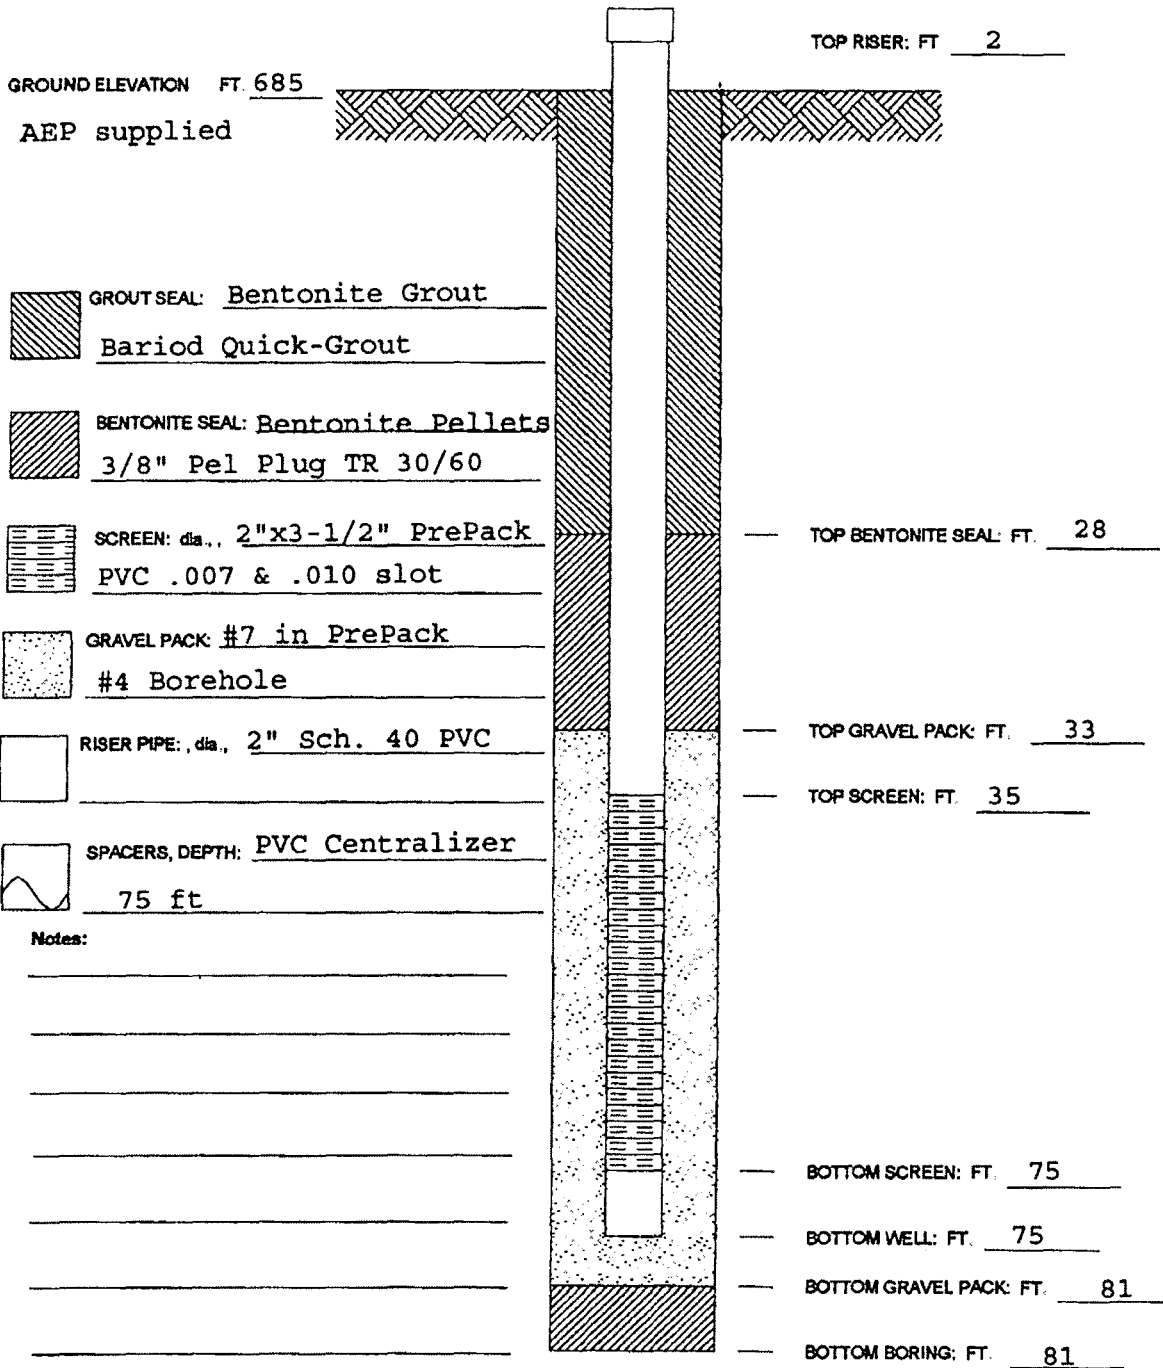 TOP RISER: FT 2
GROUND ELEVATION FT. 685
AEP supplied
GROUT SEAL: Bentonite Grout
Bariod Quick-Grout
BENTONITE SEAL: Bentonite Pellets
3/8" Pel Plug TR 30/60
SCREEN: dia., 2"x3-1/2" PrePack
PVC .007 & .010 slot
TOP BENTONITE SEAL: FT. 28
GRAVEL PACK: #7 in PrePack
#4 Borehole
RISER PIPE: , dia., 2" Sch. 40 PVC
TOP GRAVEL PACK: FT. 33
TOP SCREEN: FT. 35
SPACERS, DEPTH: PVC Centralizer
75 ft
Notes:
BOTTOM SCREEN: FT. 75
BOTTOM WELL: FT. 75
BOTTOM GRAVEL PACK: FT. 81
BOTTOM BORING; FT. 81